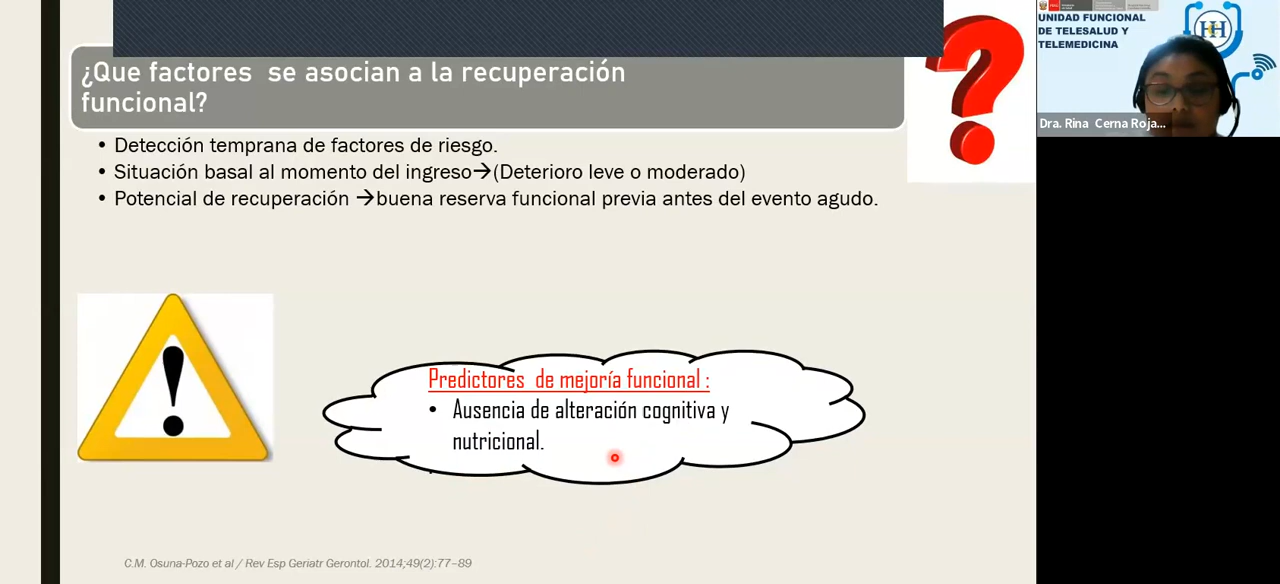 ¿Que factores se asocian a la recuperación
funcional?
• Detección temprana de factores de riesgo.
• Situación basal al momento del ingreso→(Deterioro leve o moderado)
• Potencial de recuperación →buena reserva funcional previa antes del evento agudo.
Predictores de mejoría funcional :
• Ausencia de alteración cognitiva y
nutricional.
C.M. Osuna-Pozo et al / Rev Esp Geriatr Gerontol. 2014;49(2):77–89
UNIDAD FUNCIONAL
DE TELESALUD Y
TELEMEDICINA
Dra. Rina Cerna Roja...